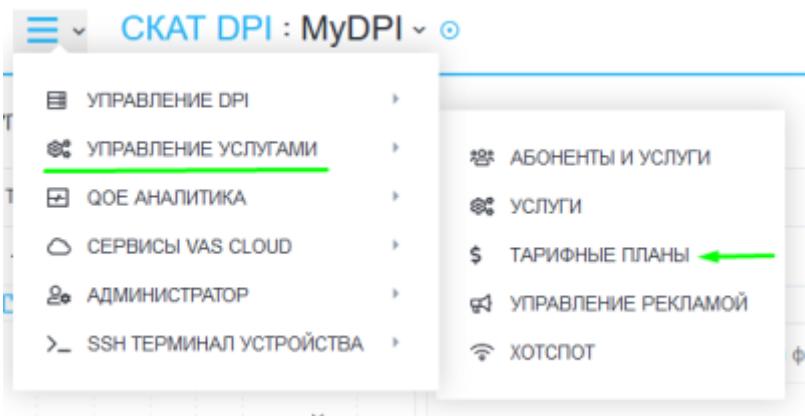 СКАТ DPI : MyDPI
УПРАВЛЕНИЕ DPI
УПРАВЛЕНИЕ УСЛУГАМИ
QOE АНАЛИТИКА
СЕРВИСЫ VAS CLOUD
АДМИНИСТРАТОР
SSH ТЕРМИНАЛ УСТРОЙСТВА
АБОНЕНТЫ И УСЛУГИ
УСЛУГИ
ТАРИФНЫЕ ПЛАНЫ
УПРАВЛЕНИЕ РЕКЛАМОЙ
ХОТСПОТ